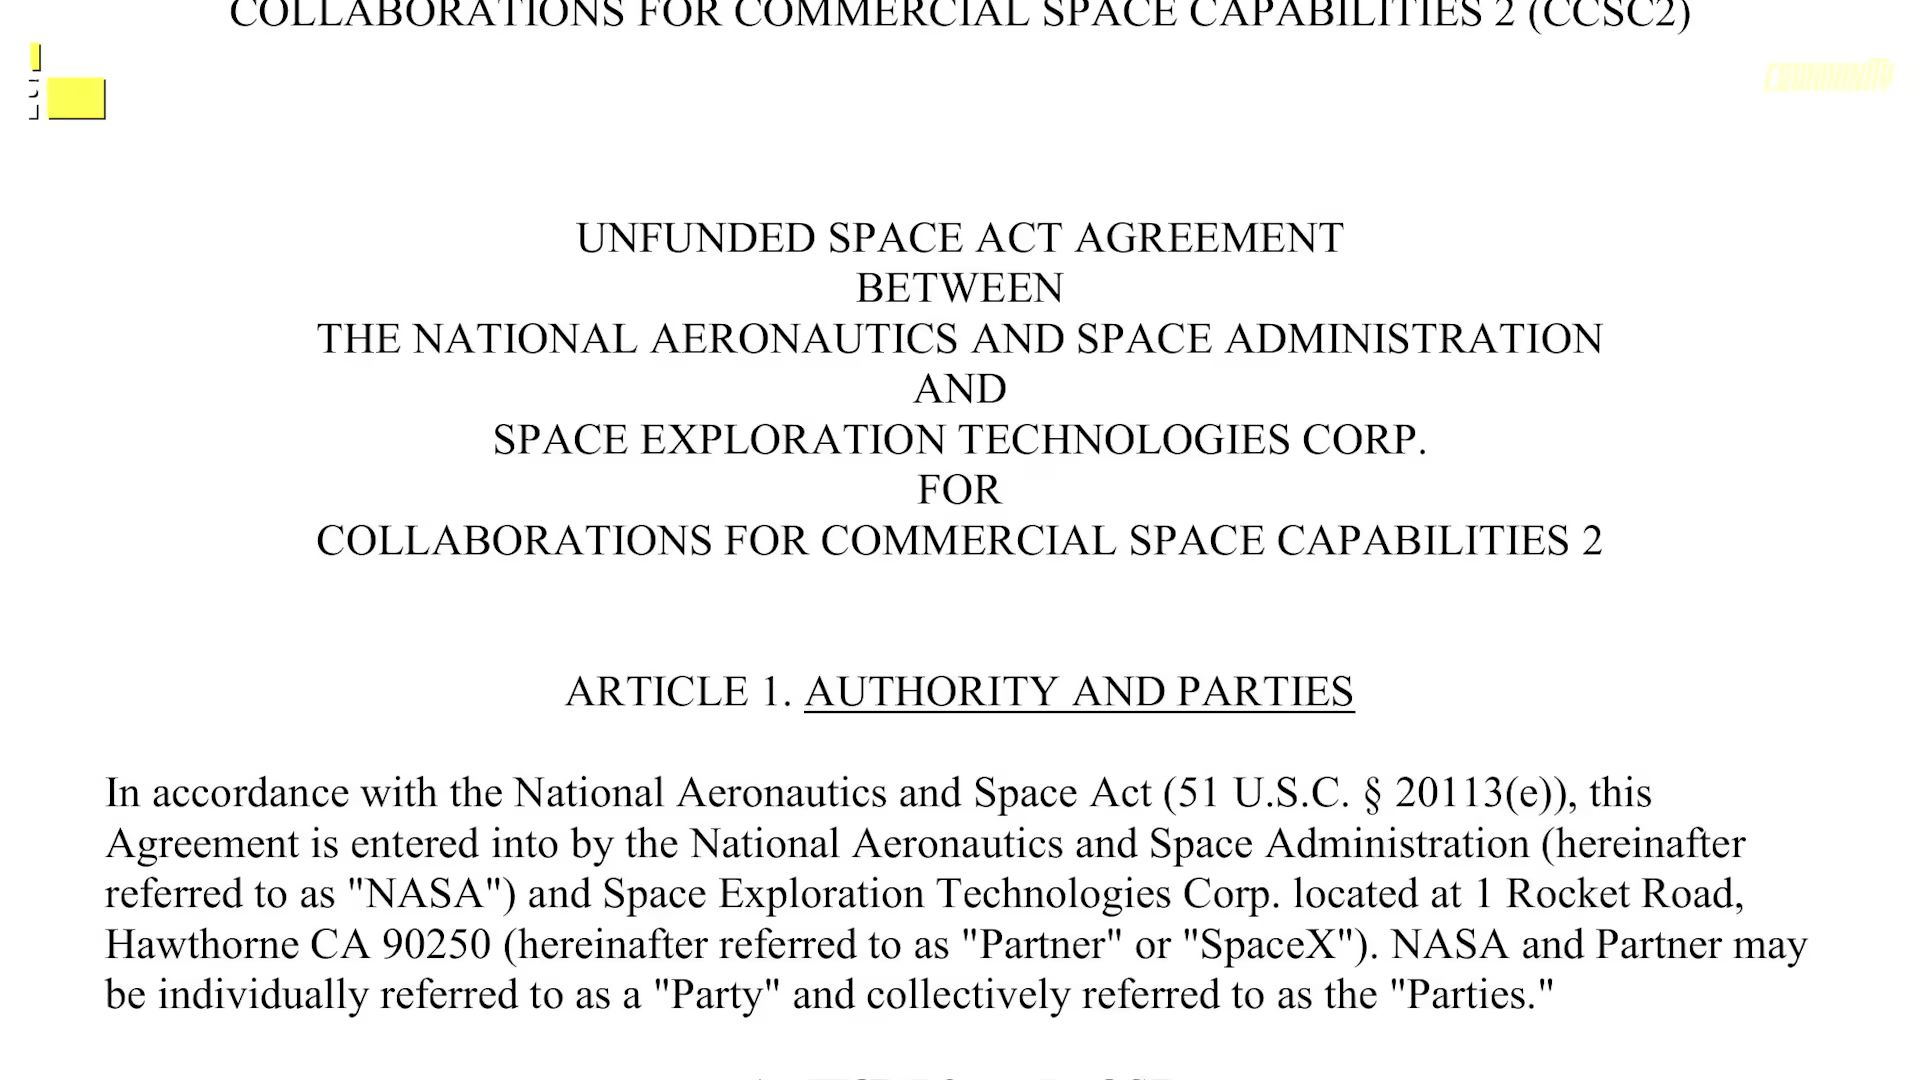 COLLABORATIONS FOR COMMERCIAL SPACE CAPABILITIES 2 (CCSC2)
COMMUNITY
UNFUNDED SPACE ACT AGREEMENT
BETWEEN
THE NATIONAL AERONAUTICS AND SPACE ADMINISTRATION
AND
SPACE EXPLORATION TECHNOLOGIES CORP.
FOR
COLLABORATIONS FOR COMMERCIAL SPACE CAPABILITIES 2
ARTICLE 1. AUTHORITY AND PARTIES
In accordance with the National Aeronautics and Space Act (51 U.S.C. § 20113(e)), this
Agreement is entered into by the National Aeronautics and Space Administration (hereinafter
referred to as "NASA") and Space Exploration Technologies Corp. located at 1 Rocket Road,
Hawthorne CA 90250 (hereinafter referred to as "Partner" or "SpaceX"). NASA and Partner may
be individually referred to as a "Party" and collectively referred to as the "Parties."